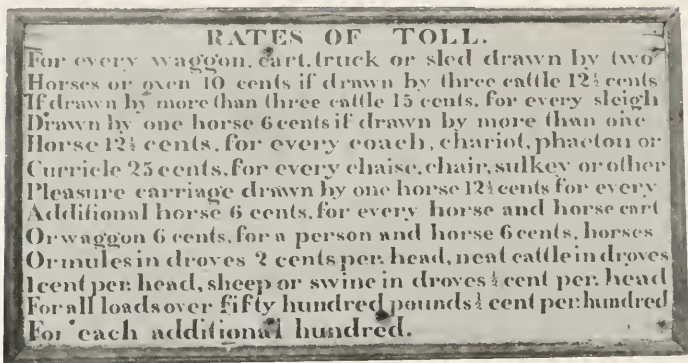 RATES OF TOLL.
For every waggon, cart, truck or sled drawn by two
Horses or oxen 10 cents if drawn by three cattle 12½ cents
If drawn by more than three cattle 15 cents. for every sleigh
Drawn by one horse 6 cents if drawn by more than one
Horse 12½ cents. for every coach, chariot, phaeton or
Curricle 25 cents. for every chaise, chair, sulkey or other
Pleasure carriage drawn by one horse 12½ cents for every
Additional horse 6 cents. for every horse and horse cart
Or waggon 6 cents. for a person and horse 6 cents, horses
Or mules in droves 2 cents per. head, neat cattle in droves
1 cent per. head, sheep or swine in droves ½ cent per. head
For all loads over fifty hundred pounds ½ cent per. hundred
For each additional hundred.